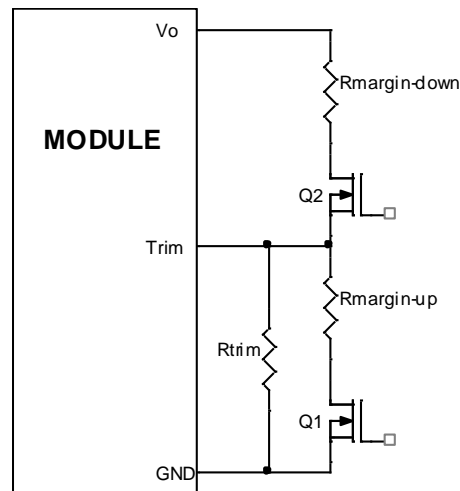 Vo
Rmargin-down
MODULE
Q2
Trim
Rmargin-up
Rtrim
Q1
GND